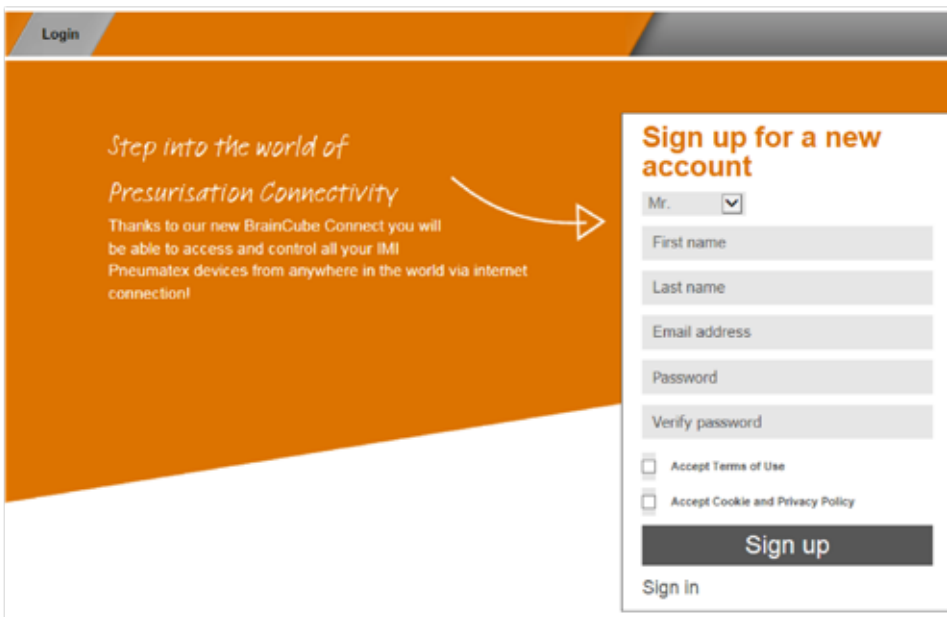 Login
Step into the world of
Presurisation Connectivity
Thanks to our new BrainCube Connect you will
be able to access and control all your IMI
Pneumatex devices from anywhere in the world via internet
connection!
Sign up for a new
account
Mr.
First name
Last name
Email address
Password
Verify password
Accept Terms of Use
Accept Cookie and Privacy Policy
Sign up
Sign in